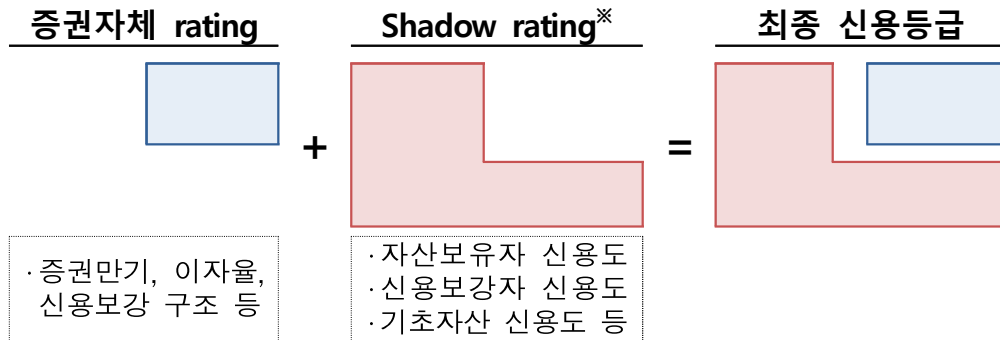 증권자체 rating
Shadow rating※
최종 신용등급
+
=
· 증권만기, 이자율,
신용보강 구조 등
· 자산보유자 신용도
· 신용보강자 신용도
· 기초자산 신용도 등